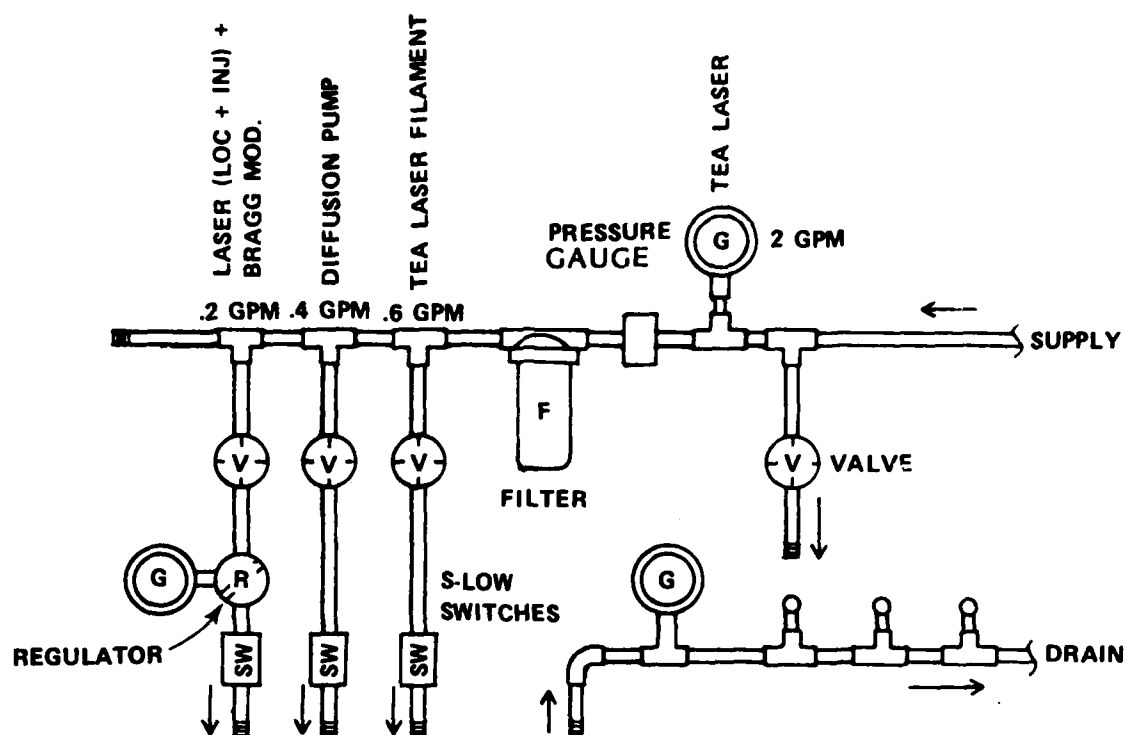 LASER (LOC + INJ) +
BRAGG MOD.
DIFFUSION PUMP
TEA LASER FILAMENT
TEA LASER
PRESSURE
GAUGE
G
2 GPM
.2 GPM
.4 GPM
.6 GPM
SUPPLY
F
FILTER
V
V
V
V
VALVE
G
R
G
S-LOW
SWITCHES
REGULATOR
SW
SW
SW
DRAIN